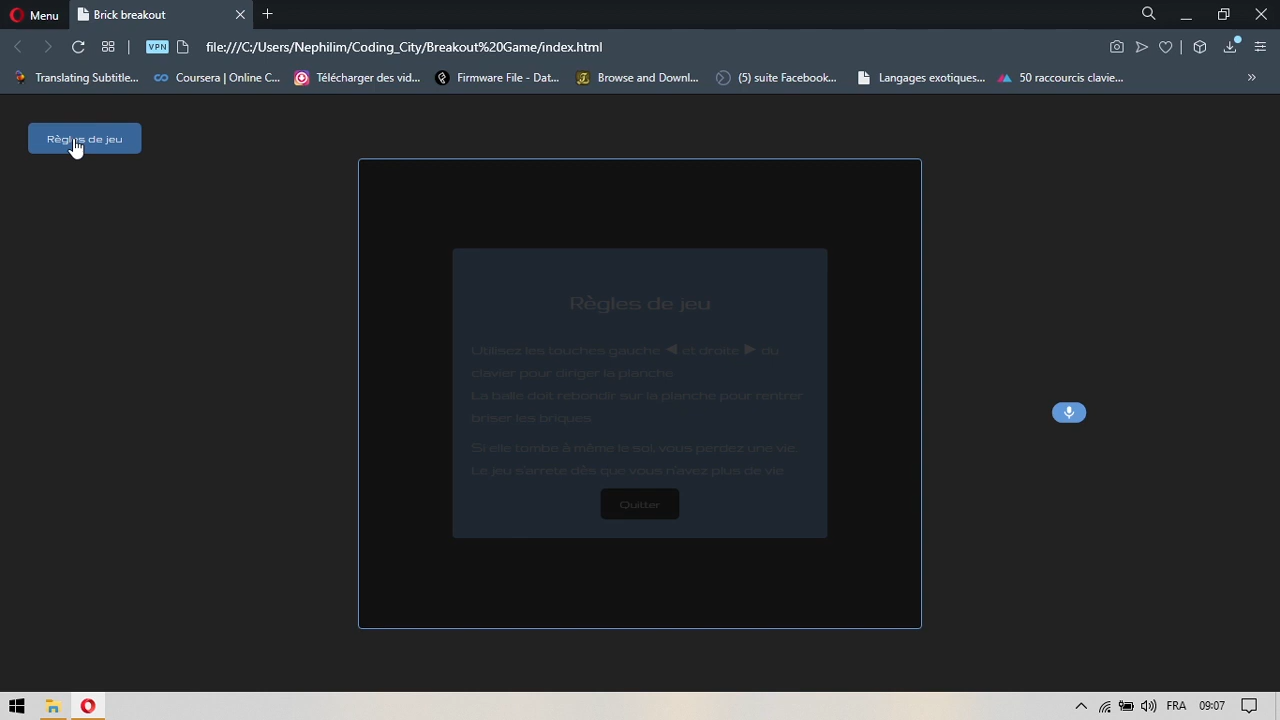 Menu
Brick breakout
VPN
file:///C:/Users/Nephilim/Coding_City/Breakout%20Game/index.html
Translating Subtitle...
Coursera | Online C...
Télécharger des vid...
Firmware File - Dat...
Browse and Downl...
(5) suite Facebook...
Langages exotiques...
50 raccourcis clavie...
Règles de jeu
Règles de jeu
Utilisez les touches gauche ◀ et droite ▶ du
clavier pour diriger la planche
La balle doit rebondir sur la planche pour rentrer
briser les briques
Si elle tombe à même le sol, vous perdez une vie
Le jeu s'arrete dès que vous n'avez plus de vie
Quitter
FRA
09:07